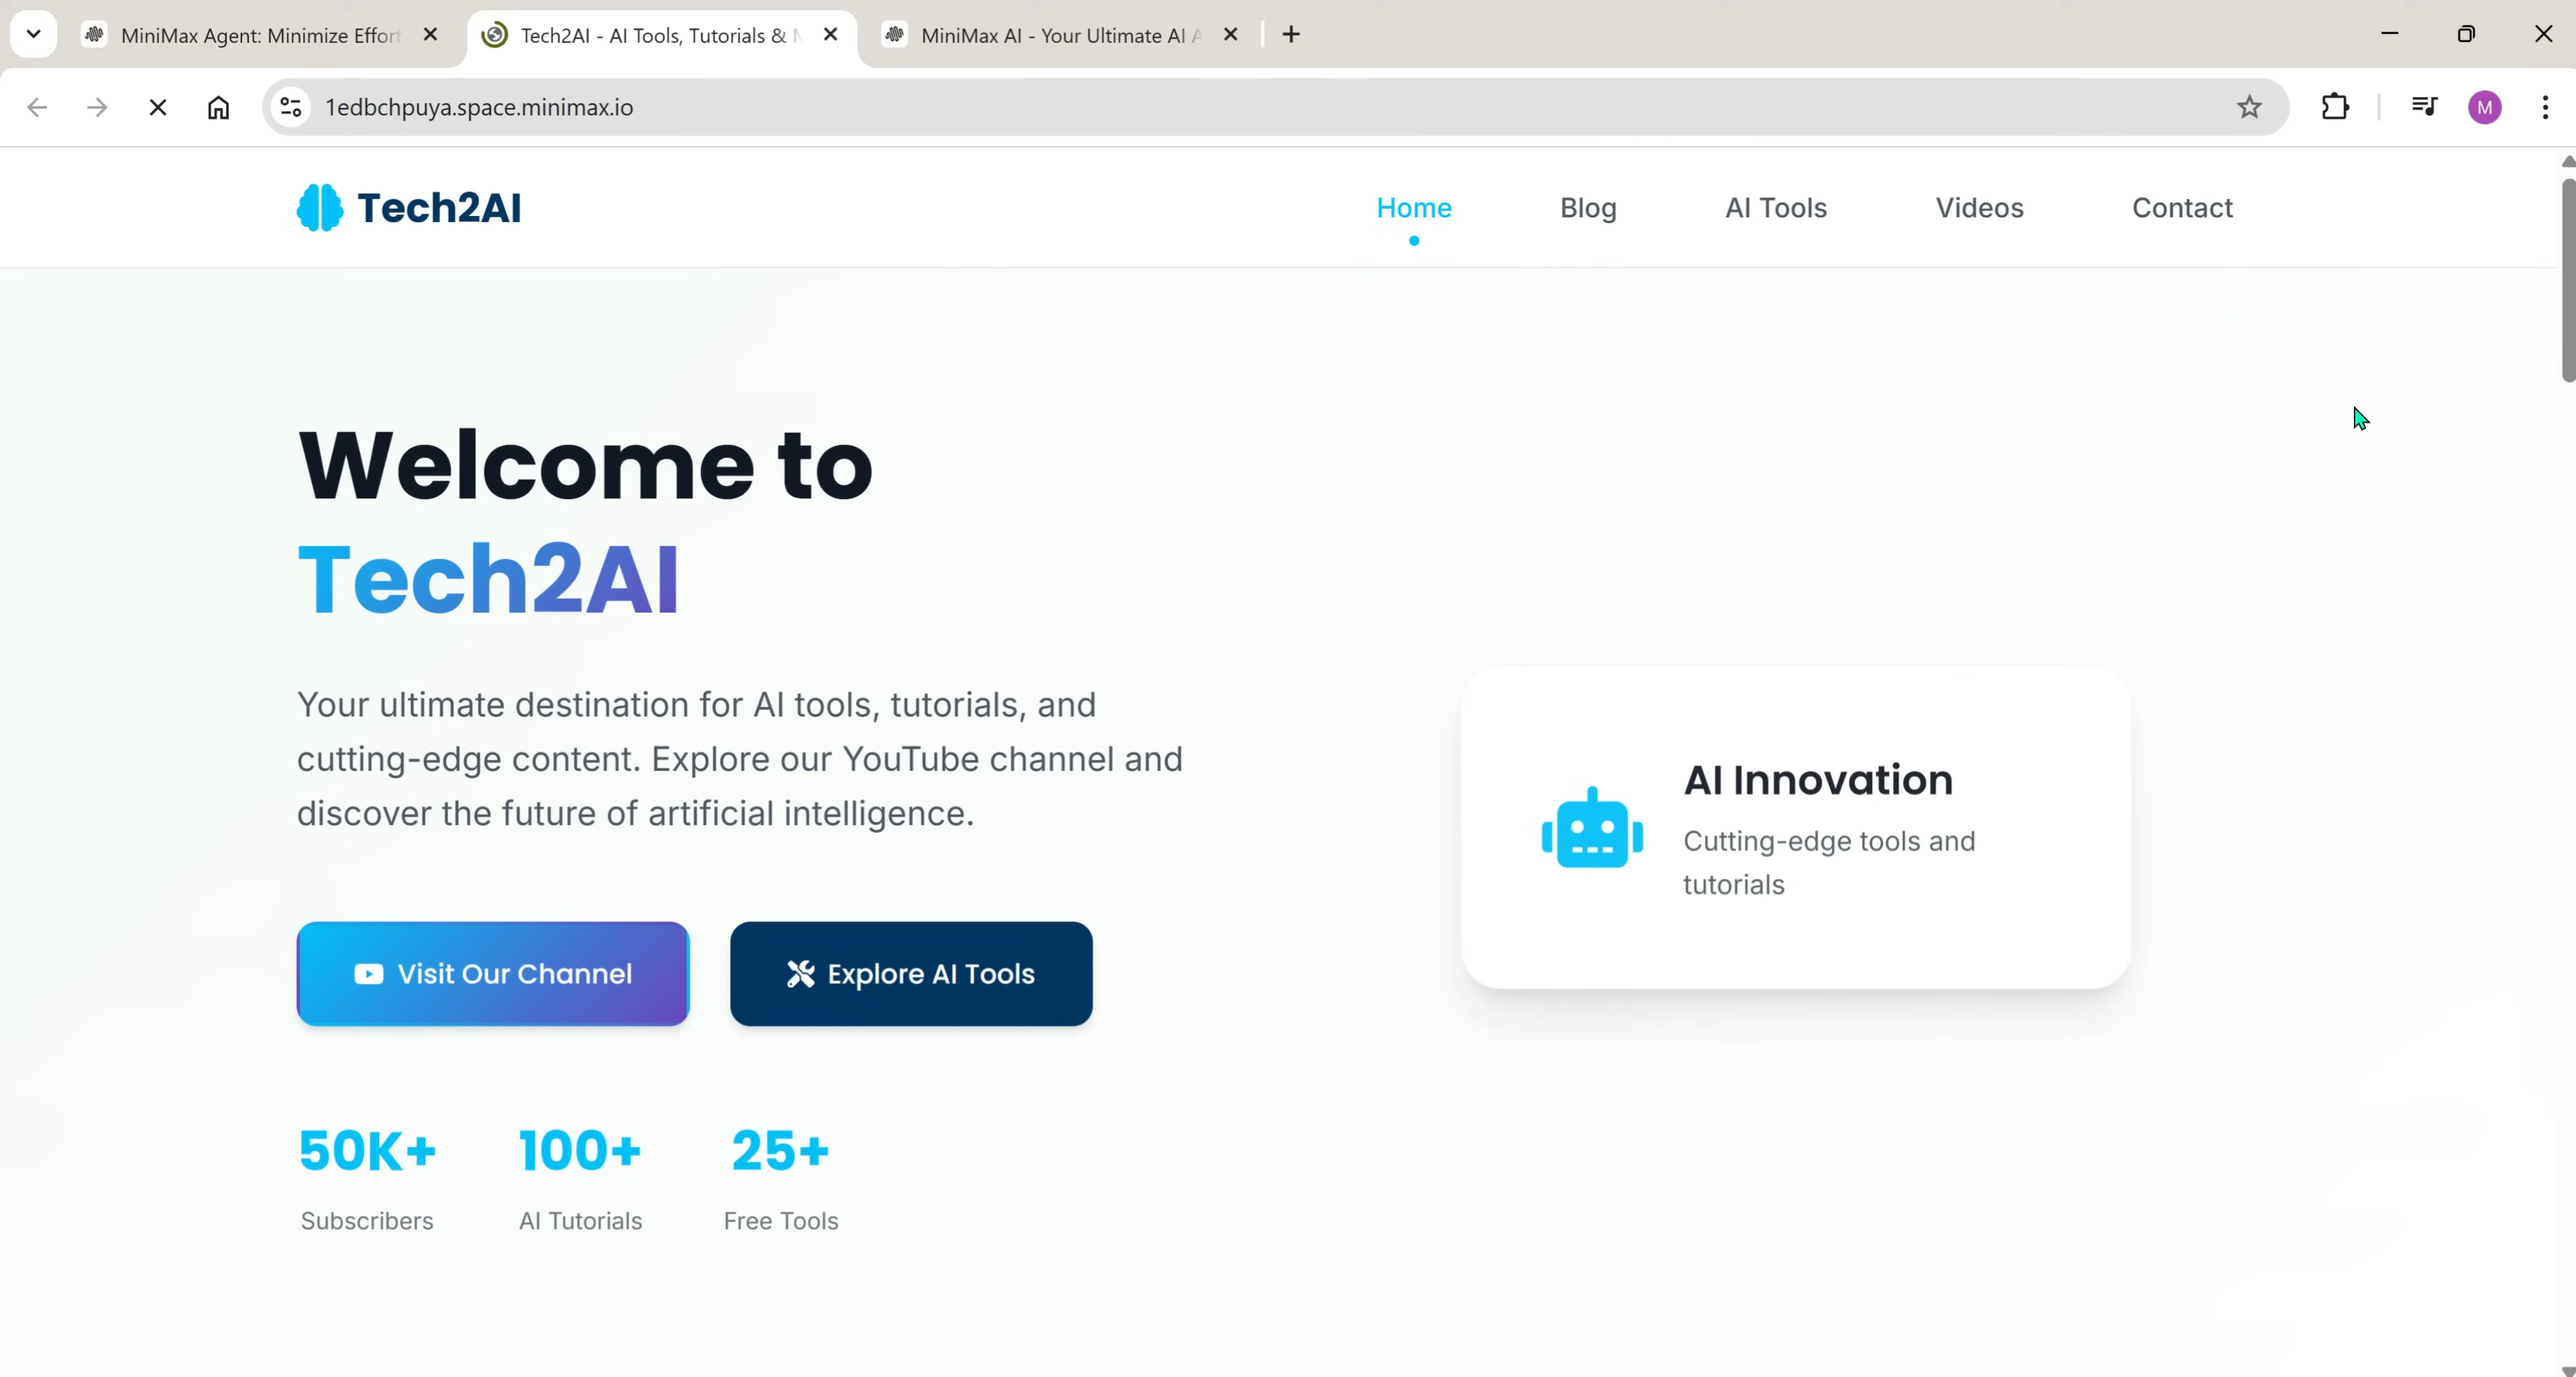 MiniMax Agent: Minimize Effort
Tech2AI - AI Tools, Tutorials &
MiniMax AI - Your Ultimate AI
1edbchpuya.space.minimax.io
M
Tech2AI
Home
Blog
AI Tools
Videos
Contact
Welcome to
Tech2AI
Your ultimate destination for AI tools, tutorials, and
cutting-edge content. Explore our YouTube channel and
discover the future of artificial intelligence.
AI Innovation
Cutting-edge tools and
tutorials
Visit Our Channel
Explore AI Tools
50K+
100+
25+
Subscribers
AI Tutorials
Free Tools